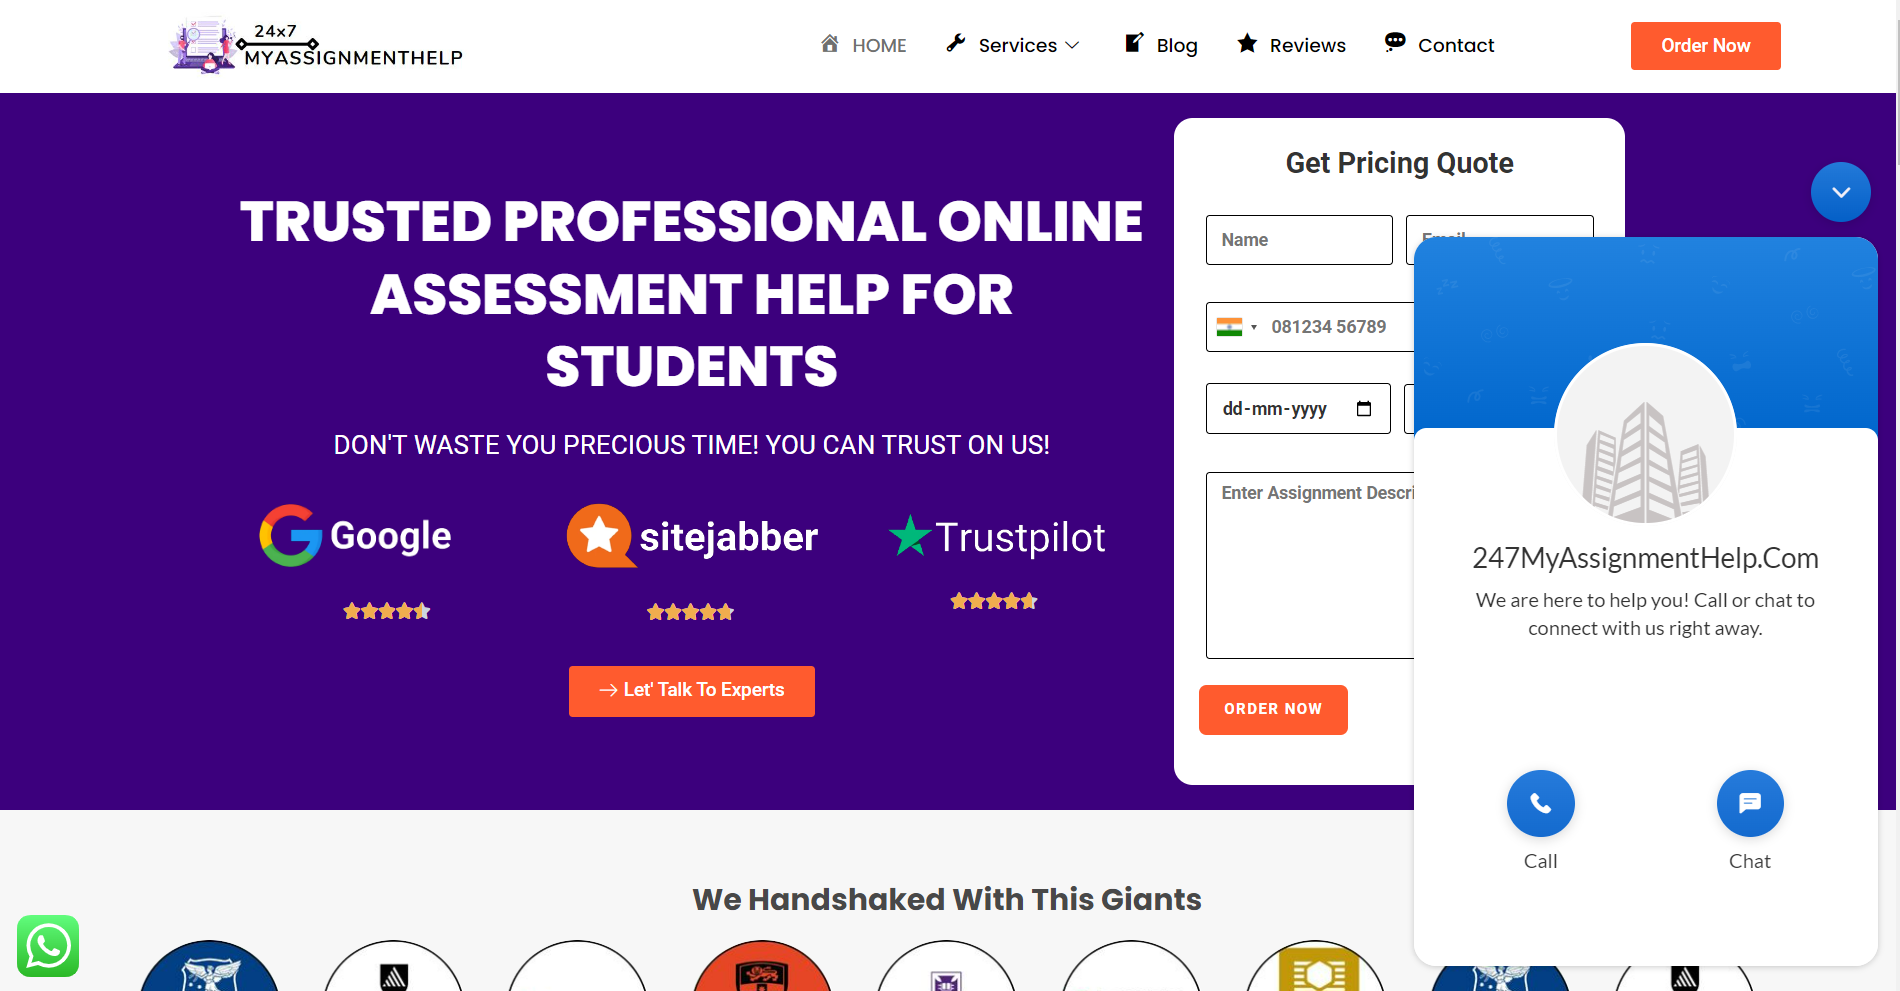 24x7
MYASSIGNMENTHELP
HOME
Services
Blog
Reviews
Contact
Order Now
TRUSTED PROFESSIONAL ONLINE
ASSESSMENT HELP FOR
STUDENTS
DON'T WASTE YOU PRECIOUS TIME! YOU CAN TRUST ON US!
Google
sitejabber
Trustpilot
Let' Talk To Experts
Get Pricing Quote
Name
Email
081234 56789
dd-mm-yyyy
Enter Assignment Descri
ORDER NOW
247MyAssignmentHelp.Com
We are here to help you! Call or chat to
connect with us right away.
Call
Chat
We Handshaked With This Giants